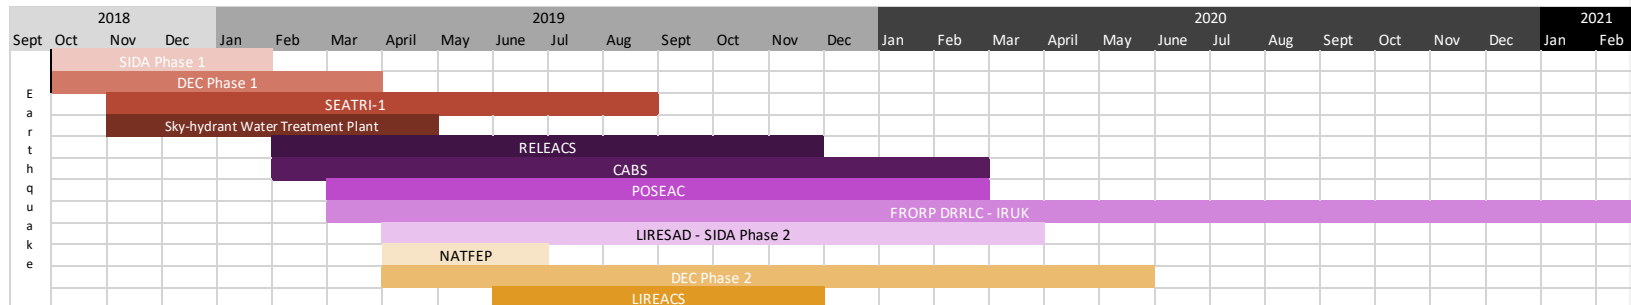 2018 2019 2020 2021
Sept Oct Nov Dec Jan Feb Mar April May June Jul Aug Sept Oct Nov Dec Jan Feb Mar April May June Jul Aug Sept Oct Nov Dec Jan Feb
Earthquake
SIDA Phase 1
DEC Phase 1
SEATRI-1
Sky-hydrant Water Treatment Plant
RELEACS
CABS
POSEAC
FRORP DRRLC - IRUK
LIRESAD - SIDA Phase 2
NATFEP
DEC Phase 2
LIREACS